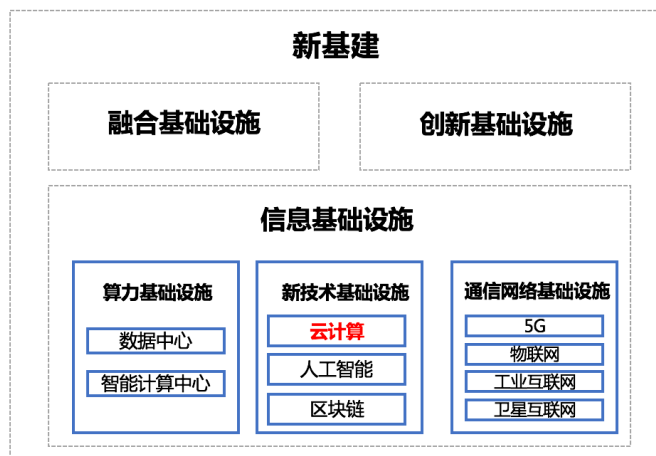 新基建
融合基础设施
创新基础设施
信息基础设施
算力基础设施
数据中心
智能计算中心
新技术基础设施
云计算
人工智能
区块链
通信网络基础设施
5G
物联网
工业互联网
卫星互联网